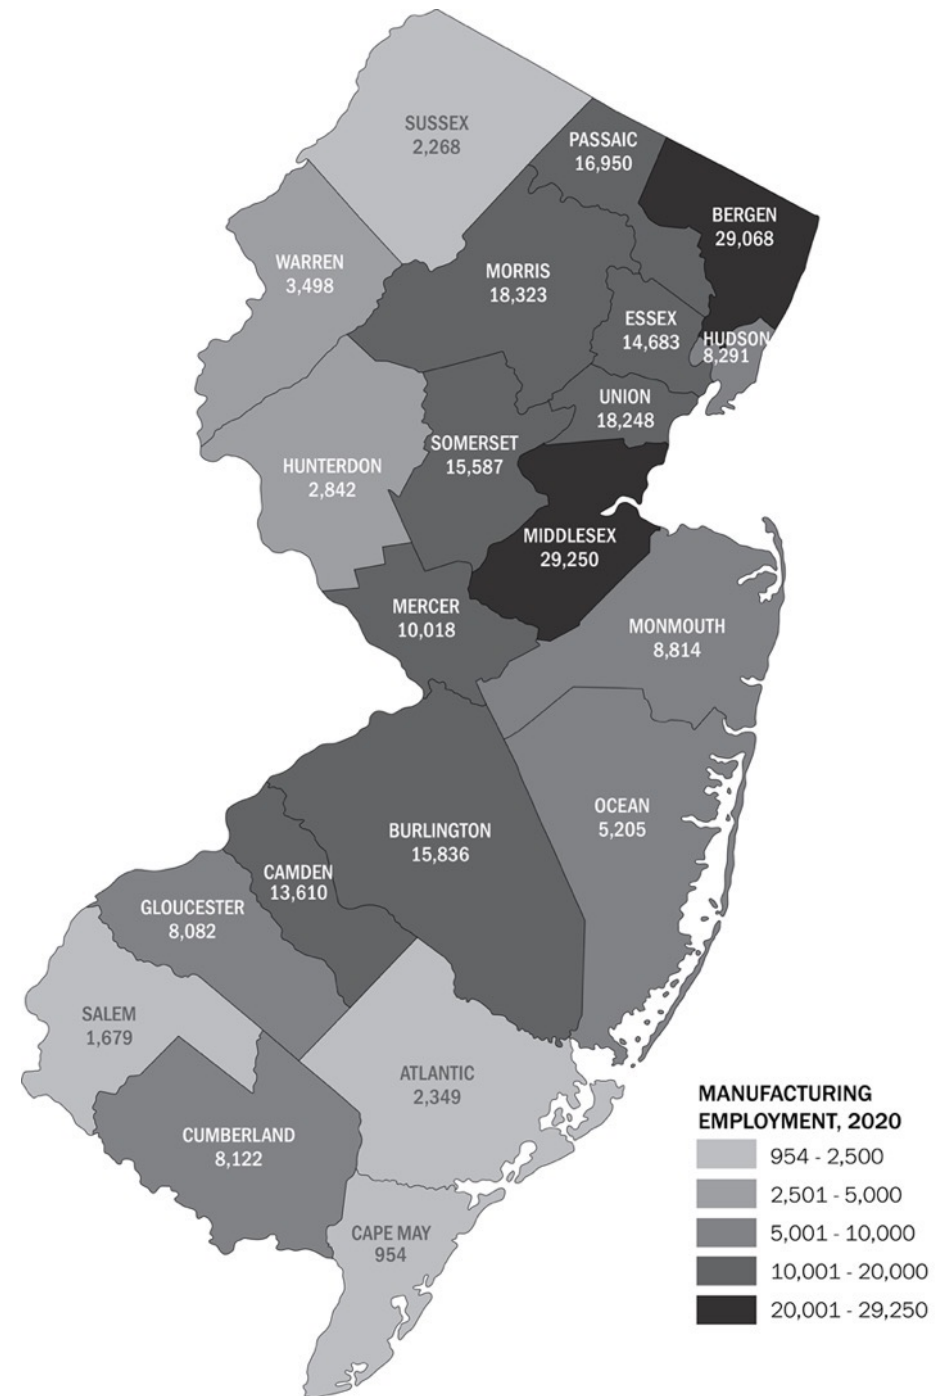 SUSSEX
2,268
PASSAIC
16,950
BERGEN
29,068
WARREN
3,498
MORRIS
18,323
ESSEX
14,683
HUDSON
8,291
UNION
18,248
SOMERSET
15,587
HUNTERDON
2,842
MIDDLESEX
29,250
MERCER
10,018
MONMOUTH
8,814
OCEAN
5,205
BURLINGTON
15,836
CAMDEN
13,610
GLOUCESTER
8,082
SALEM
1,679
ATLANTIC
2,349
CUMBERLAND
8,122
CAPE MAY
954
MANUFACTURING
EMPLOYMENT, 2020
954 - 2,500
2,501 - 5,000
5,001 - 10,000
10,001 - 20,000
20,001 - 29,250